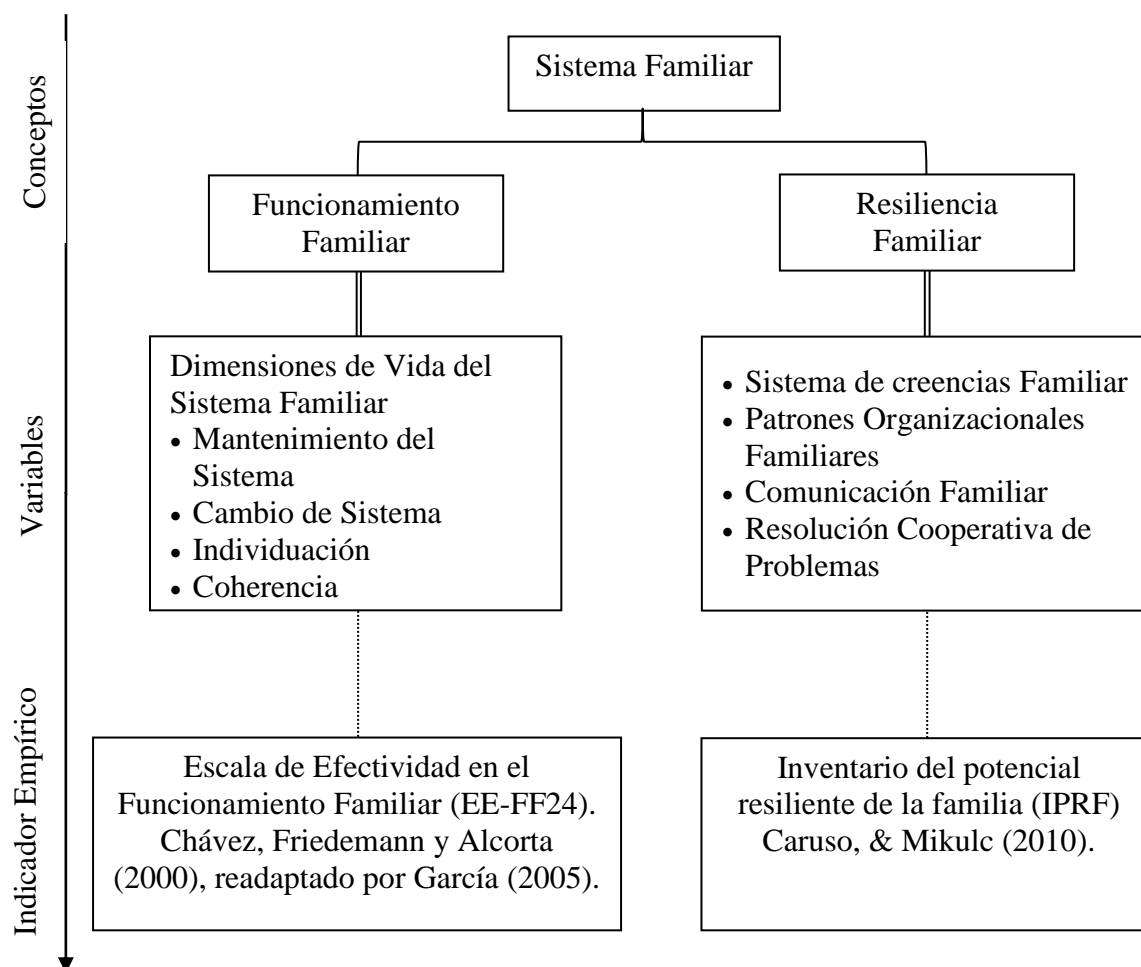 Conceptos
Sistema Familiar
Funcionamiento
Familiar
Resiliencia
Familiar
Variables
Dimensiones de Vida del
Sistema Familiar
• Mantenimiento del
Sistema
• Cambio de Sistema
• Individuación
• Coherencia
• Sistema de creencias Familiar
• Patrones Organizacionales
Familiares
• Comunicación Familiar
• Resolución Cooperativa de
Problemas
Indicador Empírico
Escala de Efectividad en el
Funcionamiento Familiar (EE-FF24).
Chávez, Friedemann y Alcorta
(2000), readaptado por García (2005).
Inventario del potencial
resiliente de la familia (IPRF)
Caruso, & Mikulc (2010).